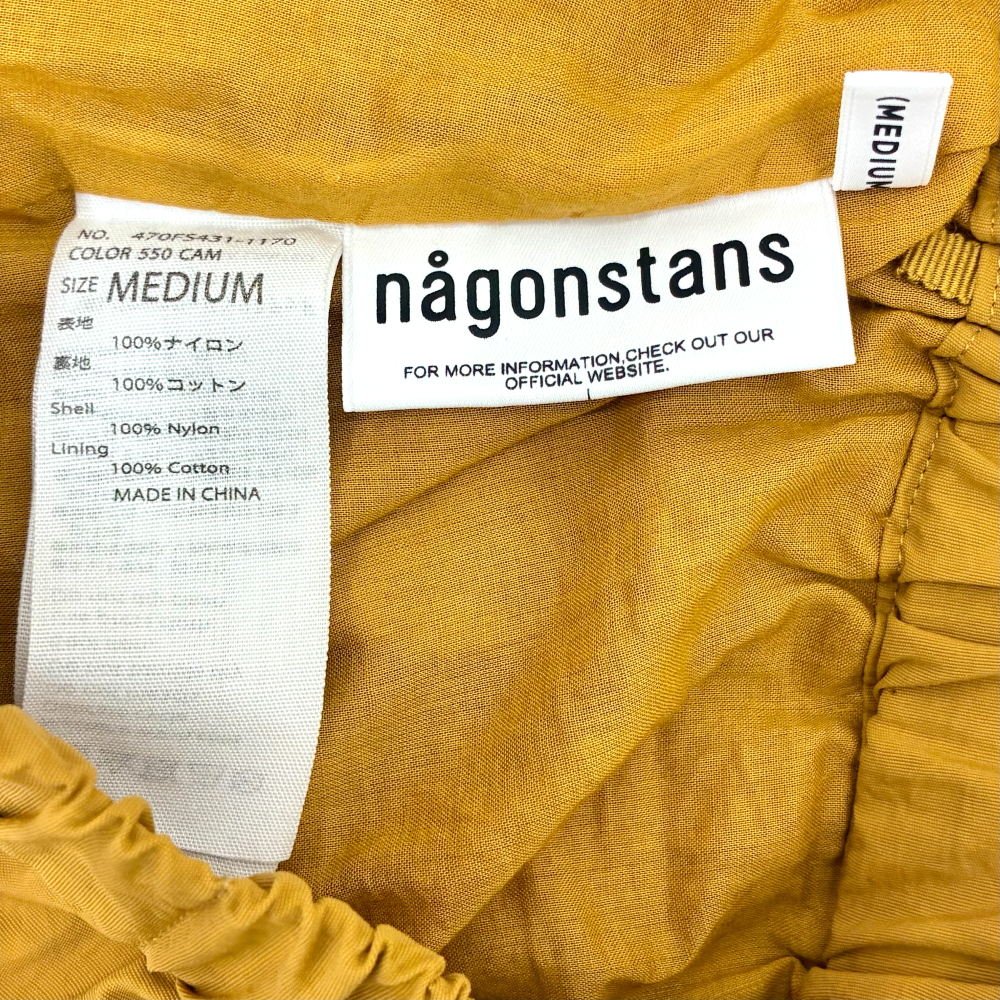 NO. 470FS431-1170
COLOR 550 CAM
SIZE MEDIUM
表地
100%ナイロン
裏地
100%コットン
Shell
100% Nylon
Lining
100% Cotton
MADE IN CHINA
någonstans
FOR MORE INFORMATION,CHECK OUT OUR
OFFICIAL WEBSITE.
(MEDIUM